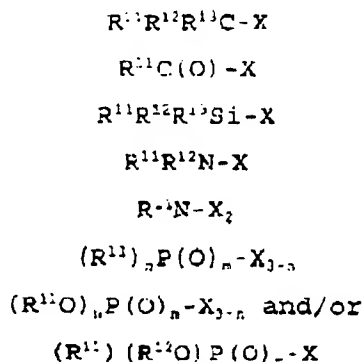 R¹¹R¹²R¹³C-X
R¹¹C(O)-X
R¹¹R¹²R¹³Si-X
R¹¹R¹²N-X
R¹¹N-X₂
(R¹¹)ₙP(O)ₘ-X₃₋ₙ
(R¹¹O)ₙP(O)ₘ-X₃₋ₙ and/or
(R¹¹)(R¹²O)P(O)ₘ-X